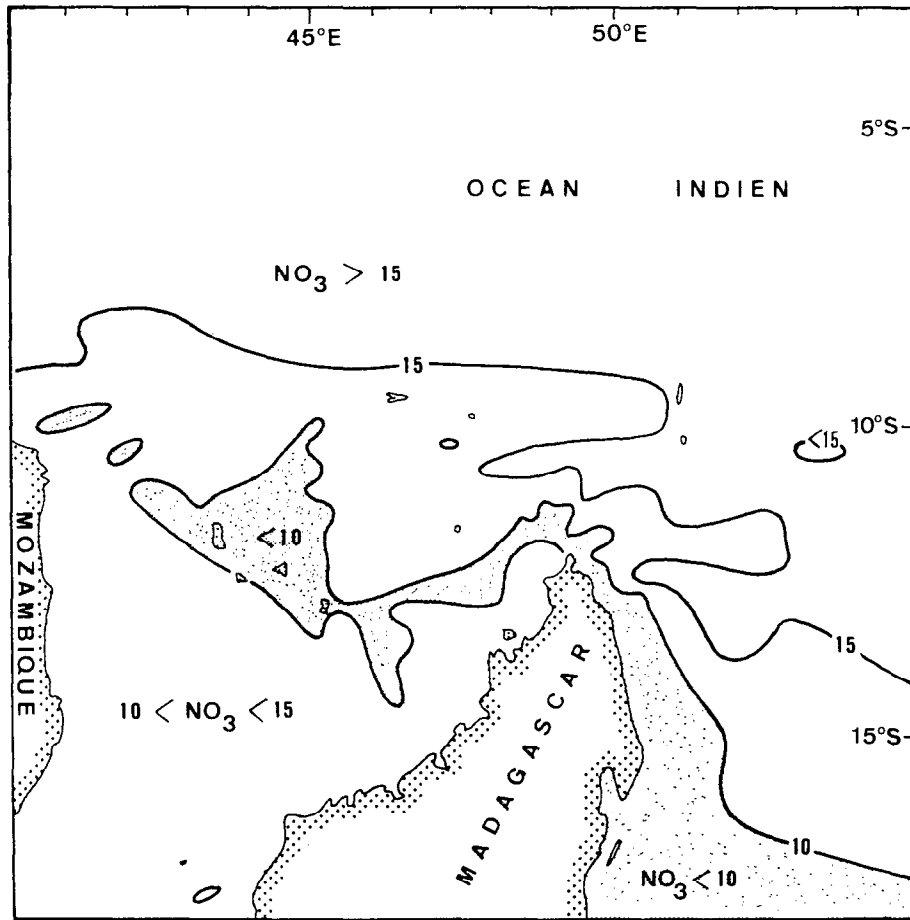 45°E
50°E
5°S
OCEAN INDIEN
NO₃ > 15
15
10°S
<15
<10
MOZAMBIQUE
15
10 < NO₃ < 15
MADAGASCAR
15°S
10
NO₃ < 10